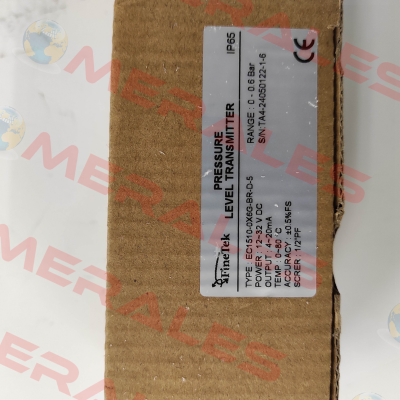 FineTek
PRESSURE
LEVEL TRANSMITTER
IP65
CE
TYPE : EC1510-0X6G-BR-D-5
POWER : 12~32 V DC
OUTPUT : 4~20mA
TEMP : 0~80 °C
ACCURACY : ±0.5%FS
SCRER : 1/2"PF
RANGE : 0 - 0.6 Bar
S/N:TA4-24050122-1-6
MERALES
MERALES
MERALES